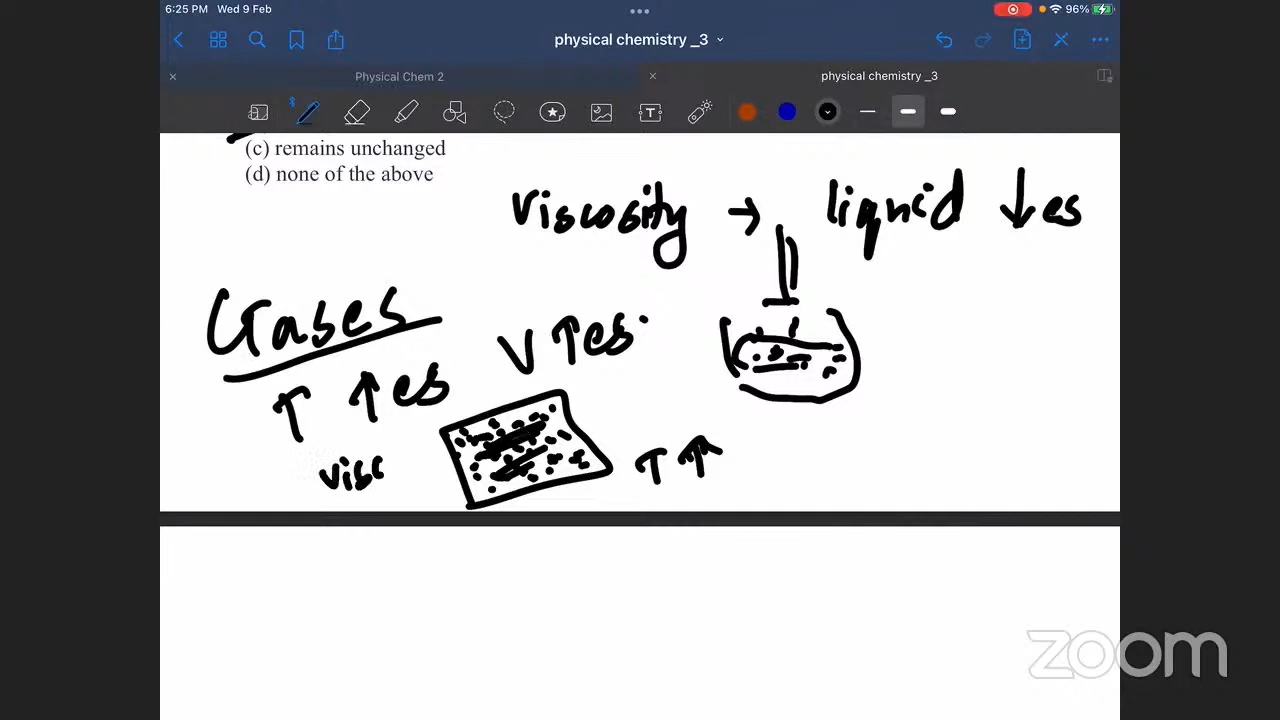 6:25 PM Wed 9 Feb
96%
physical chemistry _3
Physical Chem 2
physical chemistry _3
(c) remains unchanged
(d) none of the above
Viscosity → liquid ↓es
Gases
V ↑es
↑ ↑es
visc
↑ ↑
zoom